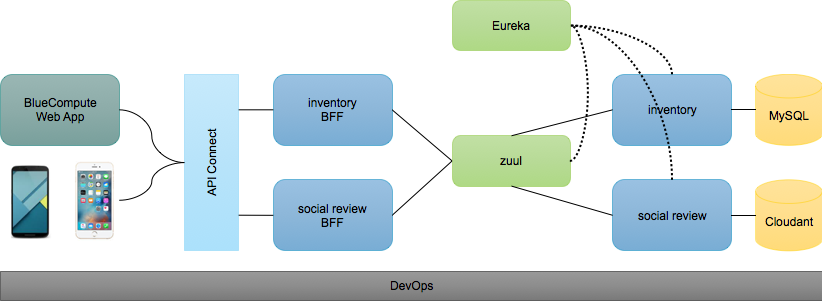 Eureka
BlueCompute
Web App
API Connect
inventory
BFF
social review
BFF
zuul
inventory
MySQL
social review
Cloudant
DevOps